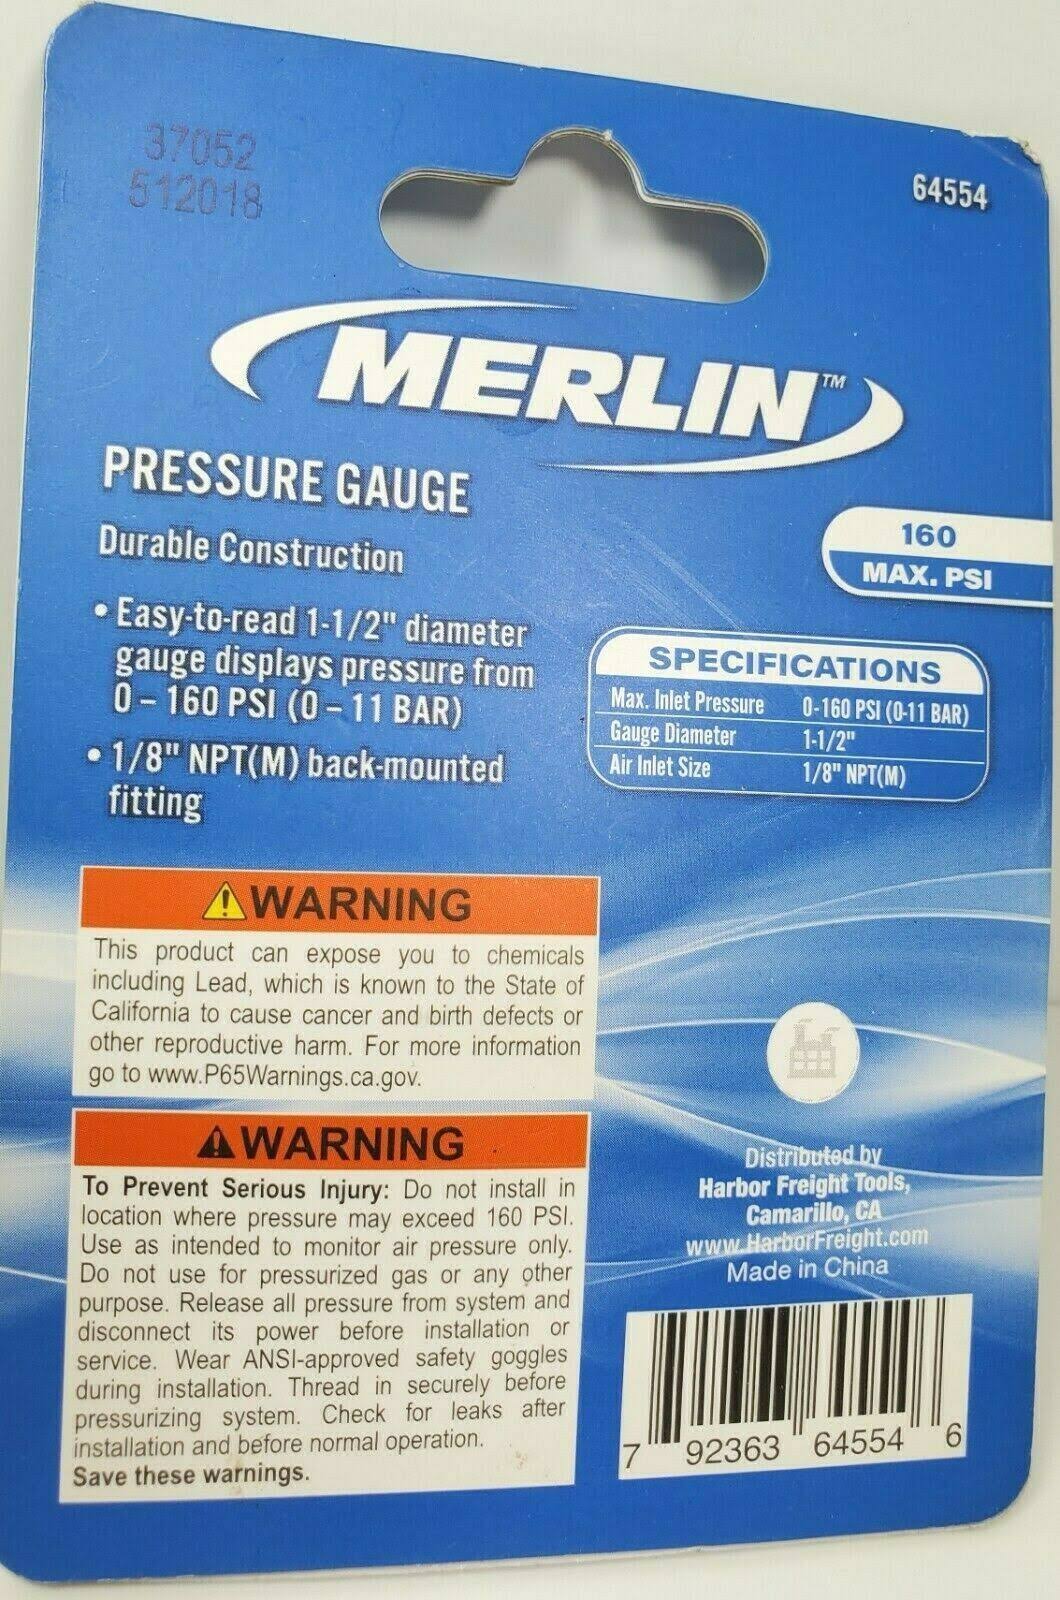 37052
512018
64554
MERLIN™
PRESSURE GAUGE
Durable Construction
• Easy-to-read 1-1/2" diameter
gauge displays pressure from
0 – 160 PSI (0 – 11 BAR)
• 1/8" NPT(M) back-mounted
fitting
160
MAX. PSI
SPECIFICATIONS
Max. Inlet Pressure 0-160 PSI (0-11 BAR)
Gauge Diameter 1-1/2"
Air Inlet Size 1/8" NPT(M)
WARNING
This product can expose you to chemicals
including Lead, which is known to the State of
California to cause cancer and birth defects or
other reproductive harm. For more information
go to www.P65Warnings.ca.gov.
WARNING
To Prevent Serious Injury: Do not install in
location where pressure may exceed 160 PSI.
Use as intended to monitor air pressure only.
Do not use for pressurized gas or any other
purpose. Release all pressure from system and
disconnect its power before installation or
service. Wear ANSI-approved safety goggles
during installation. Thread in securely before
pressurizing system. Check for leaks after
installation and before normal operation.
Save these warnings.
Distributed by
Harbor Freight Tools,
Camarillo, CA
www.HarborFreight.com
Made in China
7 92363 64554 6